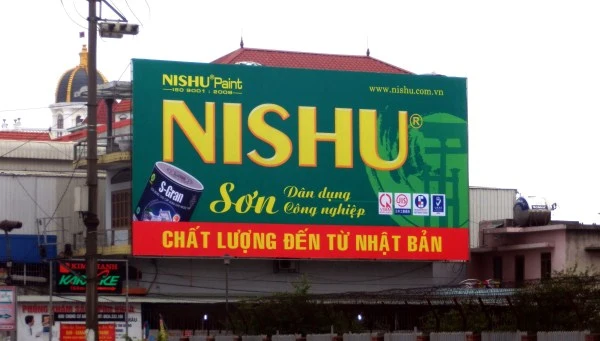 NISHU® Paint
ISO 9001 : 2008
www.nishu.com.vn
NISHU®
S-Gran
Sơn
Dân dụng
Công nghiệp
CHẤT LƯỢNG ĐẾN TỪ NHẬT BẢN